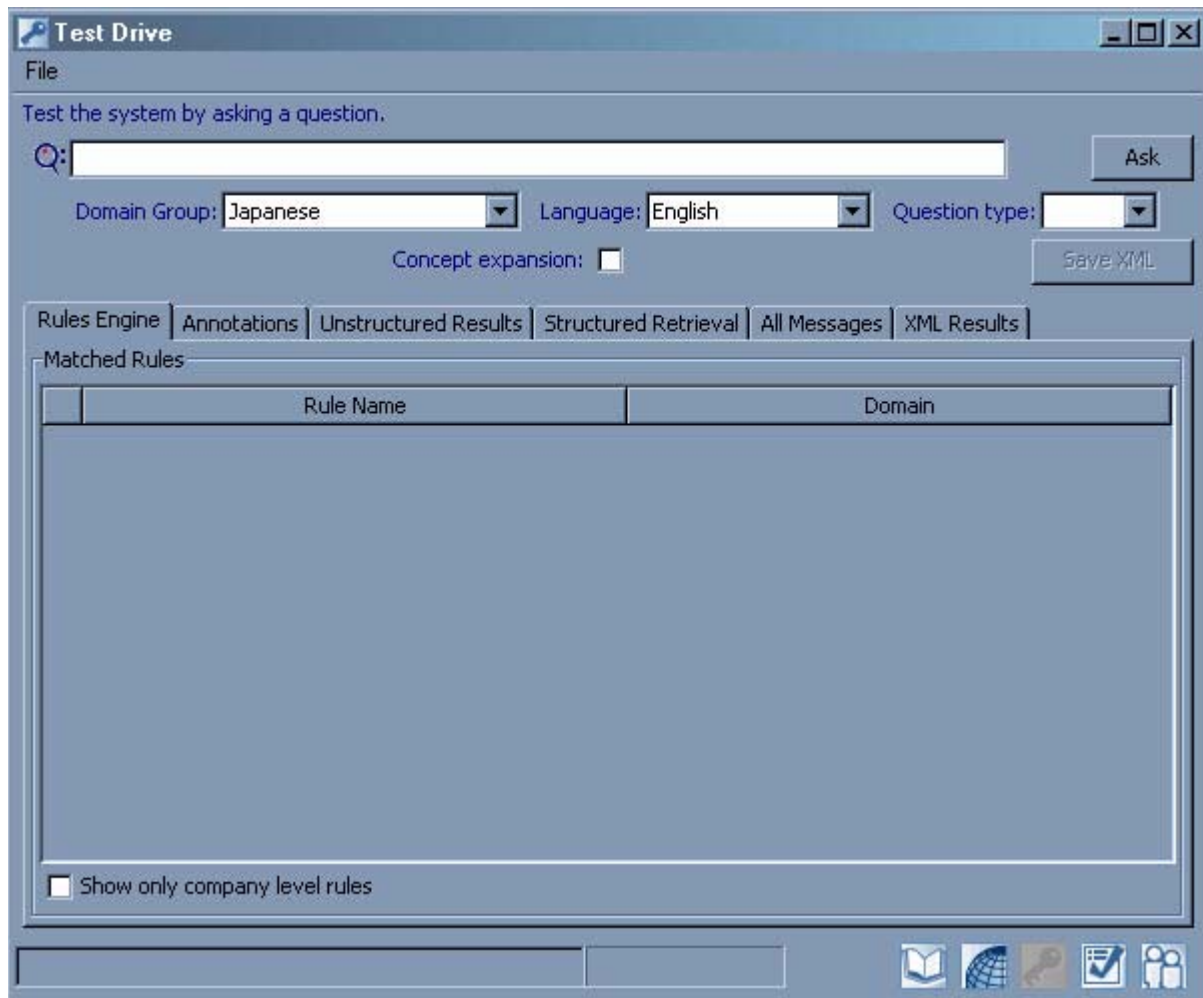 Test Drive
File
Test the system by asking a question.
Q: Ask
Domain Group: Japanese Language: English Question type:
Concept expansion: Save XML
Rules Engine Annotations Unstructured Results Structured Retrieval All Messages XML Results
Matched Rules
Rule Name Domain
Show only company level rules